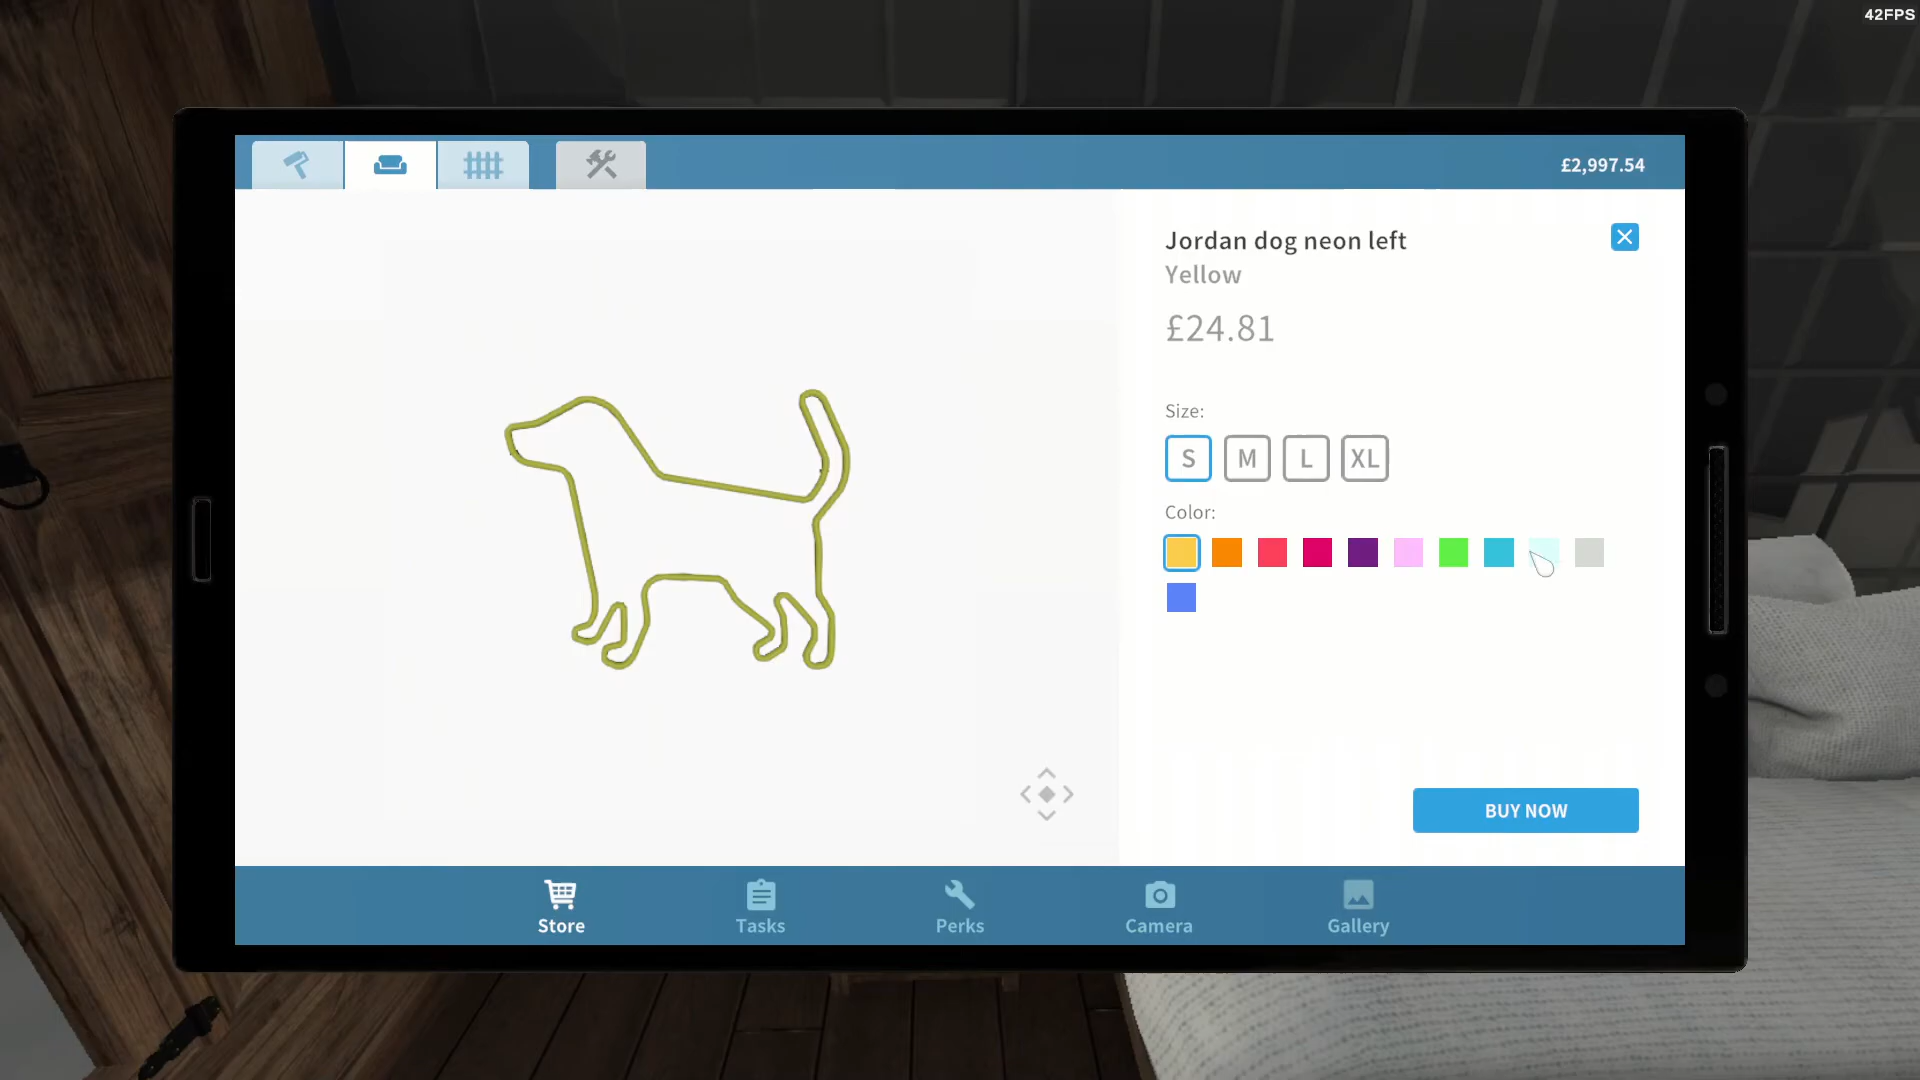 42FPS
£2,997.54
Jordan dog neon left
Yellow
£24.81
Size:
S M L XL
Color:
BUY NOW
Store Tasks Perks Camera Gallery